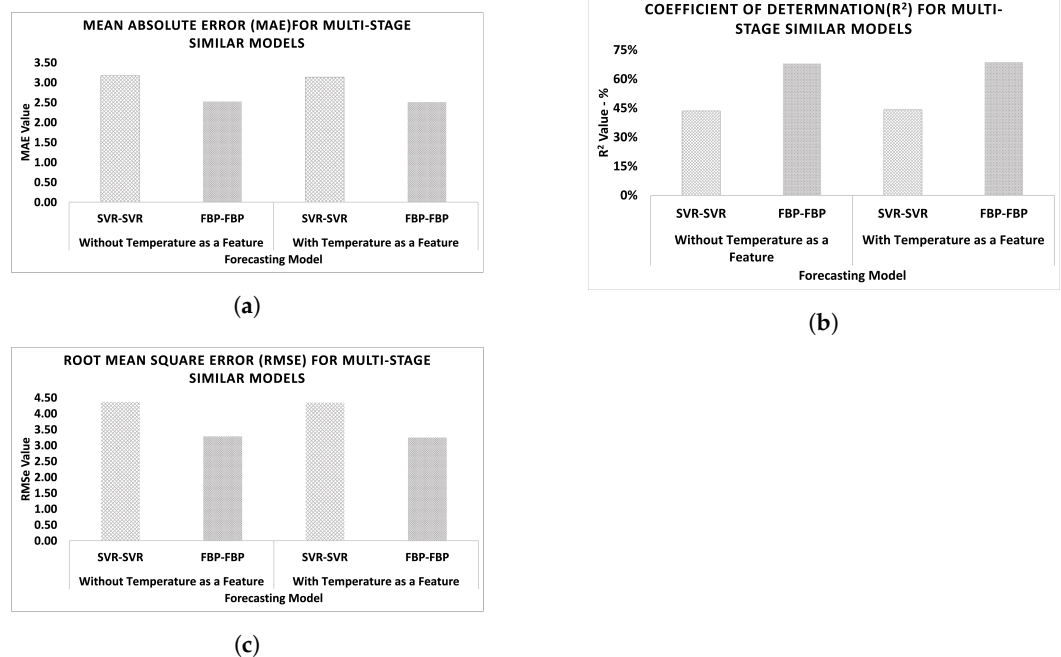 MEAN ABSOLUTE ERROR (MAE)FOR MULTI-STAGE
SIMILAR MODELS
3.50
3.00
2.50
2.00
1.50
1.00
0.50
0.00
MAE Value
SVR-SVR FBP-FBP SVR-SVR FBP-FBP
Without Temperature as a Feature With Temperature as a Feature
Forecasting Model
(a)
COEFFICIENT OF DETERMNATION(R²) FOR MULTI-
STAGE SIMILAR MODELS
75%
60%
45%
30%
15%
0%
R² Value - %
SVR-SVR FBP-FBP SVR-SVR FBP-FBP
Without Temperature as a
Feature
With Temperature as a Feature
Forecasting Model
(b)
ROOT MEAN SQUARE ERROR (RMSE) FOR MULTI-STAGE
SIMILAR MODELS
4.50
4.00
3.50
3.00
2.50
2.00
1.50
1.00
0.50
0.00
RMSe Value
SVR-SVR FBP-FBP SVR-SVR FBP-FBP
Without Temperature as a Feature With Temperature as a Feature
Forecasting Model
(c)